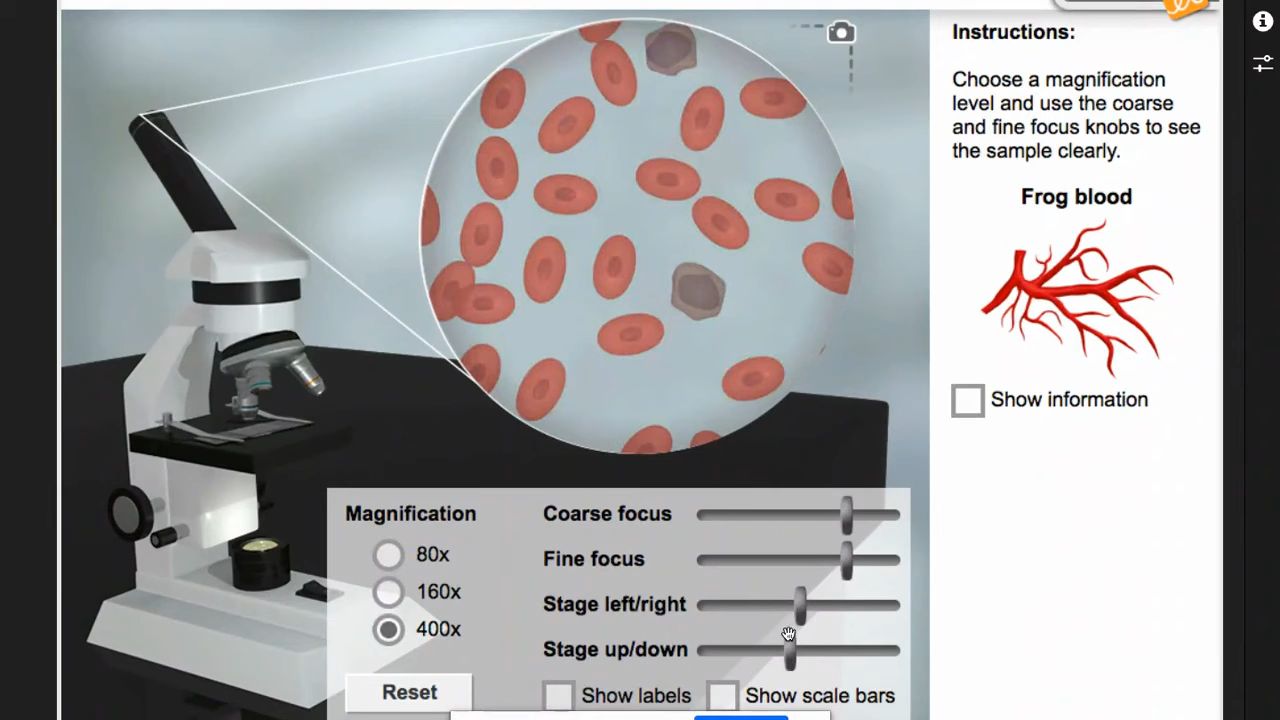 Instructions:
Choose a magnification
level and use the coarse
and fine focus knobs to see
the sample clearly.
Frog blood
Show information
Magnification
80x
160x
400x
Reset
Coarse focus
Fine focus
Stage left/right
Stage up/down
Show labels
Show scale bars